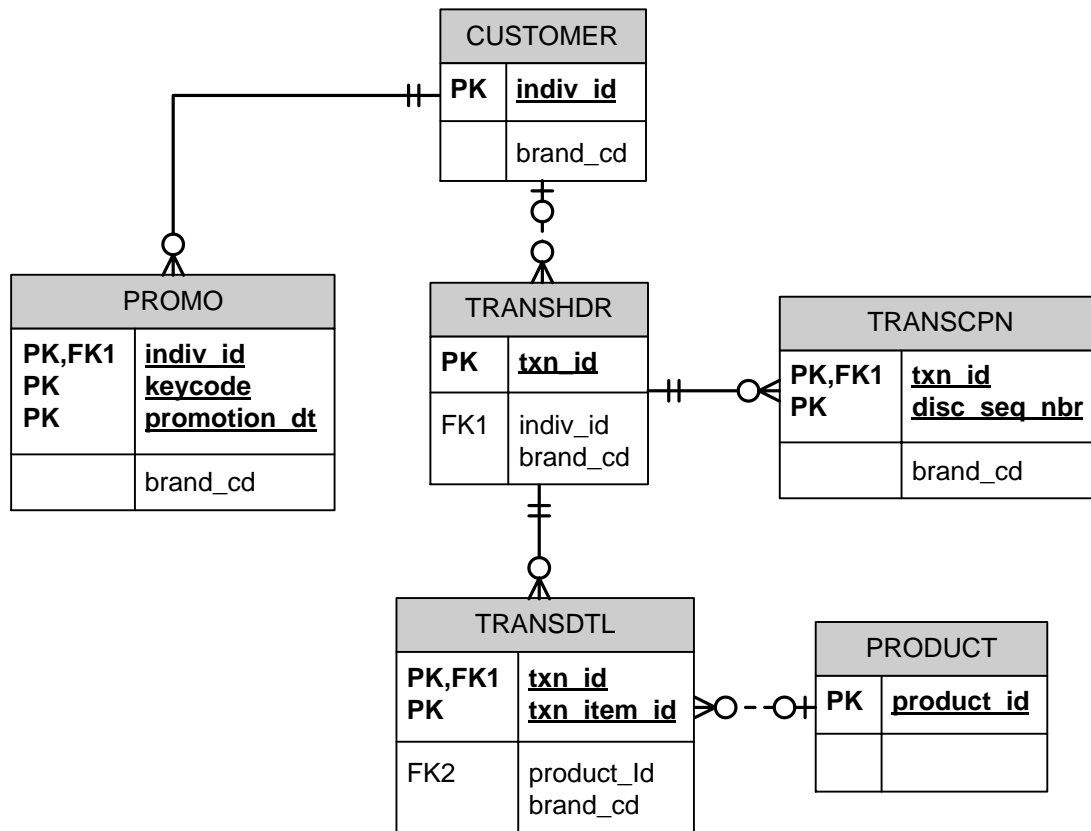 CUSTOMER
PK indiv_id
brand_cd
PROMO
PK,FK1 indiv_id
PK keycode
PK promotion_dt
brand_cd
TRANSHDR
PK txn_id
FK1 indiv_id
brand_cd
TRANSCPN
PK,FK1 txn_id
PK disc_seq_nbr
brand_cd
TRANSDTL
PK,FK1 txn_id
PK txn_item_id
FK2 product_Id
brand_cd
PRODUCT
PK product_id